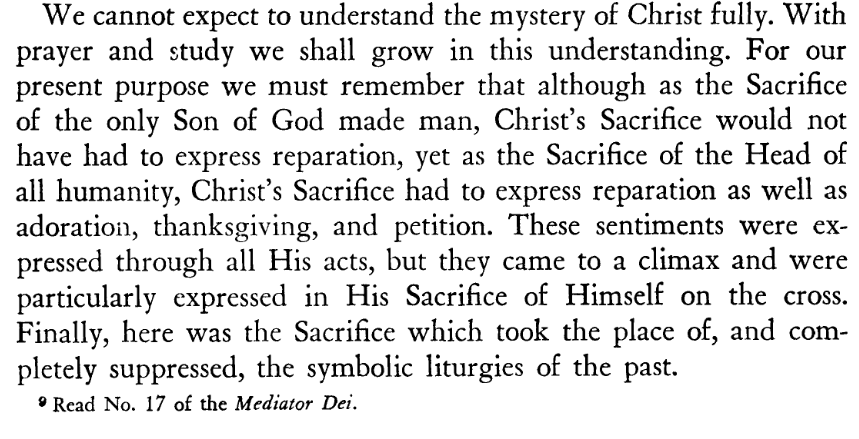 We cannot expect to understand the mystery of Christ fully. With
prayer and study we shall grow in this understanding. For our
present purpose we must remember that although as the Sacrifice
of the only Son of God made man, Christ's Sacrifice would not
have had to express reparation, yet as the Sacrifice of the Head of
all humanity, Christ's Sacrifice had to express reparation as well as
adoration, thanksgiving, and petition. These sentiments were ex-
pressed through all His acts, but they came to a climax and were
particularly expressed in His Sacrifice of Himself on the cross.
Finally, here was the Sacrifice which took the place of, and com-
pletely suppressed, the symbolic liturgies of the past.
⁹ Read No. 17 of the Mediator Dei.